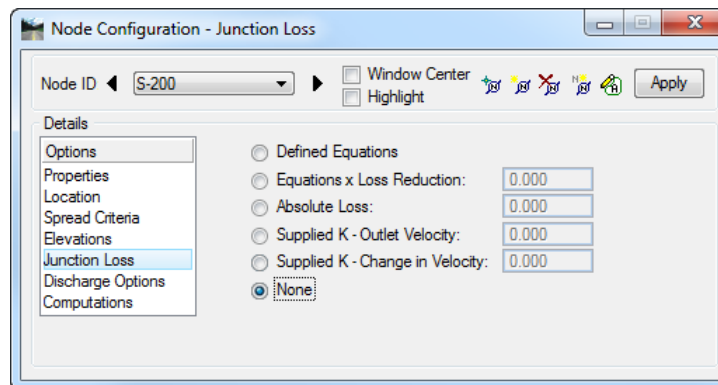 Node Configuration - Junction Loss
Node ID S-200 Window Center Apply
Highlight
Details
Options
Properties
Location
Spread Criteria
Elevations
Junction Loss
Discharge Options
Computations
Defined Equations
Equations x Loss Reduction: 0.000
Absolute Loss: 0.000
Supplied K - Outlet Velocity: 0.000
Supplied K - Change in Velocity: 0.000
None